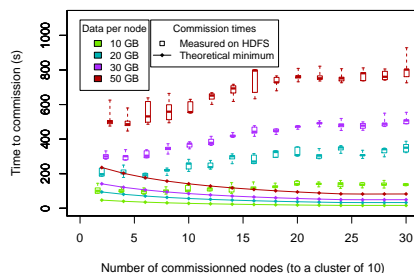 Data per node
10 GB
20 GB
30 GB
50 GB
Commission times
Measured on HDFS
Theoretical minimum
Time to commission (s)
1000
800
600
400
200
0
0 5 10 15 20 25 30
Number of commissionned nodes (to a cluster of 10)